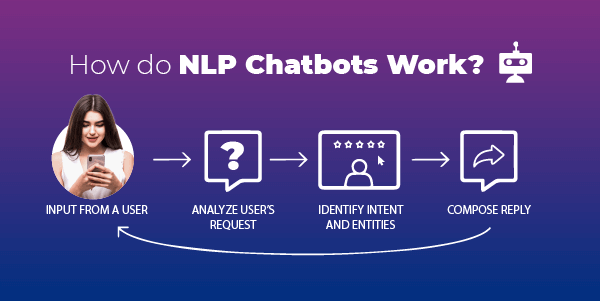 How do NLP Chatbots Work?
INPUT FROM A USER
ANALYZE USER'S
REQUEST
IDENTIFY INTENT
AND ENTITIES
COMPOSE REPLY